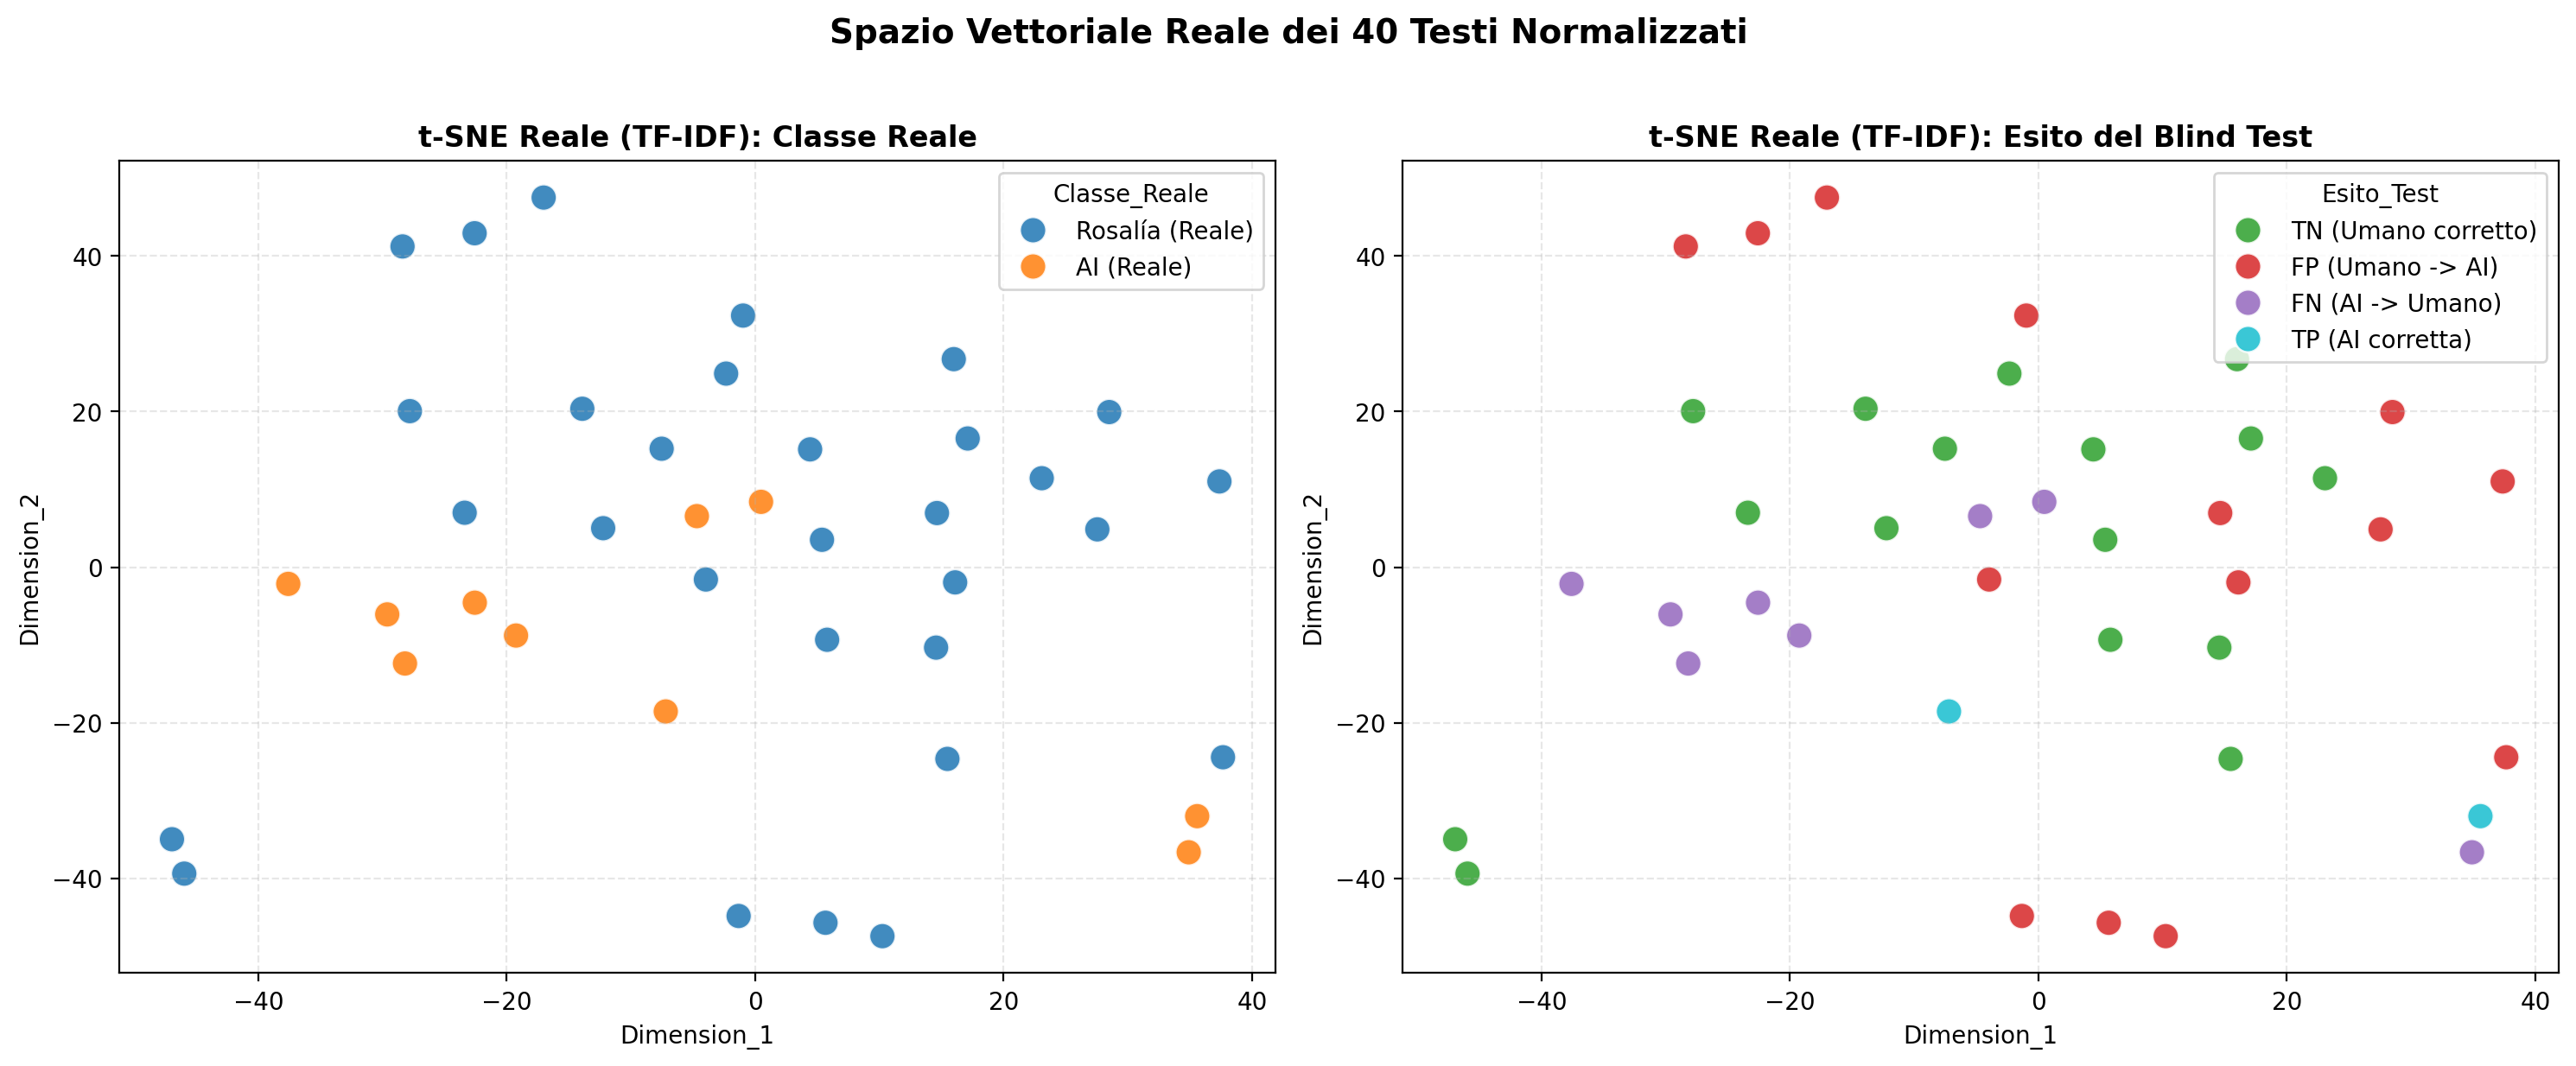 Spazio Vettoriale Reale dei 40 Testi Normalizzati
t-SNE Reale (TF-IDF): Classe Reale
Classe_Reale
Rosalía (Reale)
AI (Reale)
40
20
0
−20
−40
Dimension_2
−40
−20
0
20
40
Dimension_1
t-SNE Reale (TF-IDF): Esito del Blind Test
Esito_Test
TN (Umano corretto)
FP (Umano -> AI)
FN (AI -> Umano)
TP (AI corretta)
40
20
0
−20
−40
Dimension_2
−40
−20
0
20
40
Dimension_1